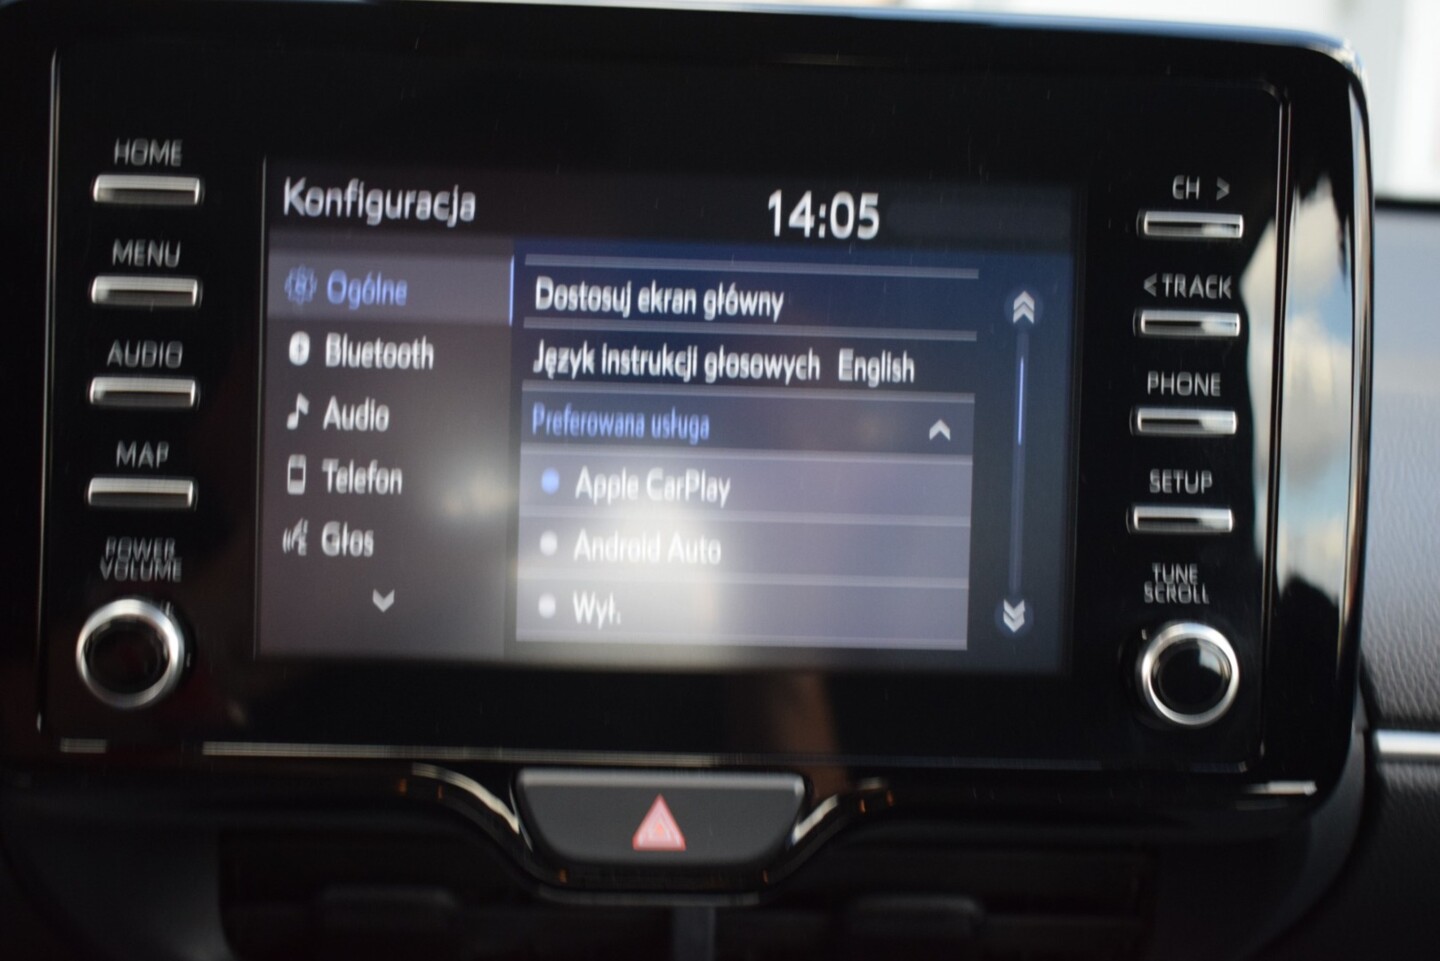 HOME
MENU
AUDIO
MAP
POWER
VOLUME
Konfiguracja 14:05
Ogólne
Bluetooth
Audio
Telefon
Głos
Dostosuj ekran główny
Język instrukcji głosowych English
Preferowana usługa
Apple CarPlay
Android Auto
Wył.
CH >
< TRACK
PHONE
SETUP
TUNE
SCROLL